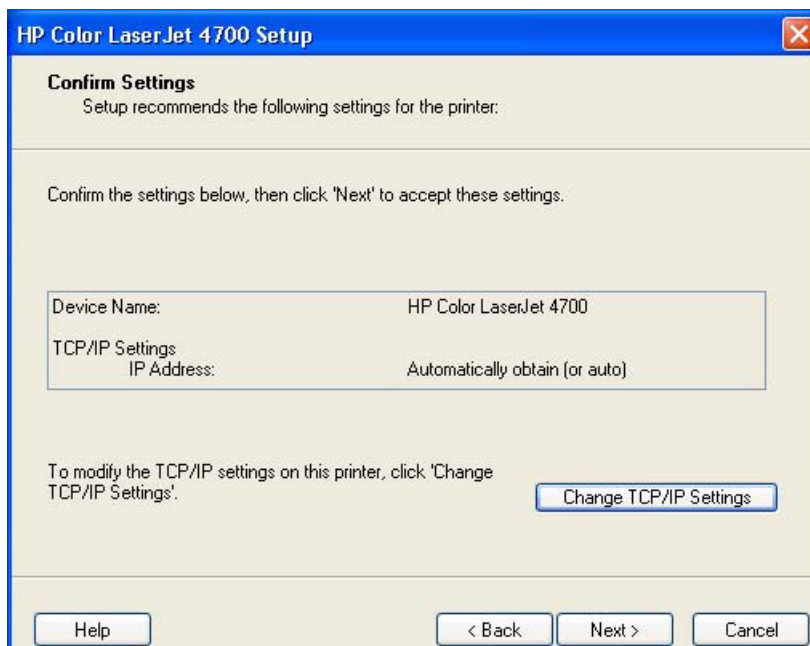 HP Color LaserJet 4700 Setup
Confirm Settings
Setup recommends the following settings for the printer:
Confirm the settings below, then click 'Next' to accept these settings.
Device Name: HP Color LaserJet 4700
TCP/IP Settings
IP Address: Automatically obtain (or auto)
To modify the TCP/IP settings on this printer, click 'Change
TCP/IP Settings'.
Change TCP/IP Settings
Help < Back Next > Cancel